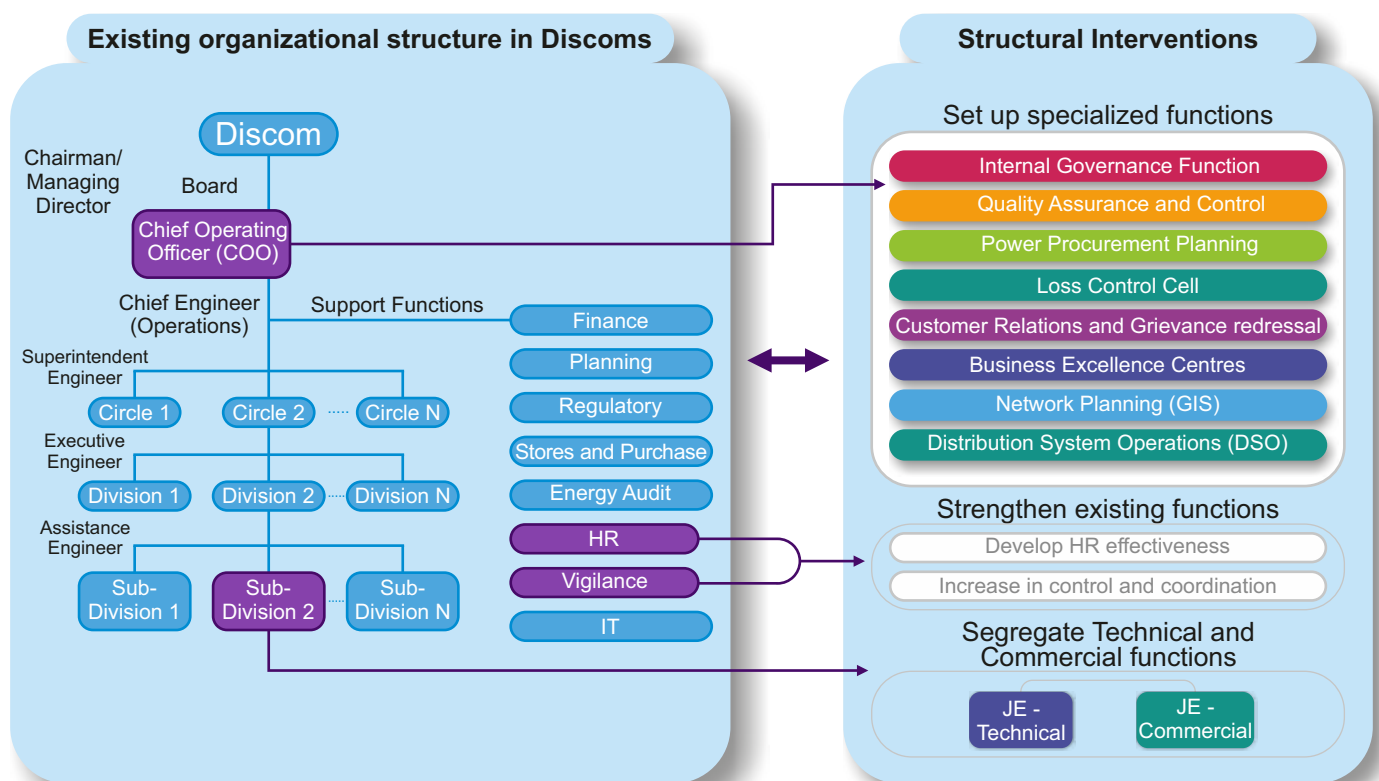 Existing organizational structure in Discoms
Discom
Chairman/
Managing
Director
Board
Chief Operating
Officer (COO)
Chief Engineer
(Operations)
Support Functions
Superintendent
Engineer
Circle 1
Circle 2
.....
Circle N
Executive
Engineer
Division 1
Division 2
.....
Division N
Assistance
Engineer
Sub-
Division 1
Sub-
Division 2
.....
Sub-
Division N
Finance
Planning
Regulatory
Stores and Purchase
Energy Audit
HR
Vigilance
IT
Structural Interventions
Set up specialized functions
Internal Governance Function
Quality Assurance and Control
Power Procurement Planning
Loss Control Cell
Customer Relations and Grievance redressal
Business Excellence Centres
Network Planning (GIS)
Distribution System Operations (DSO)
Strengthen existing functions
Develop HR effectiveness
Increase in control and coordination
Segregate Technical and
Commercial functions
JE -
Technical
JE -
Commercial